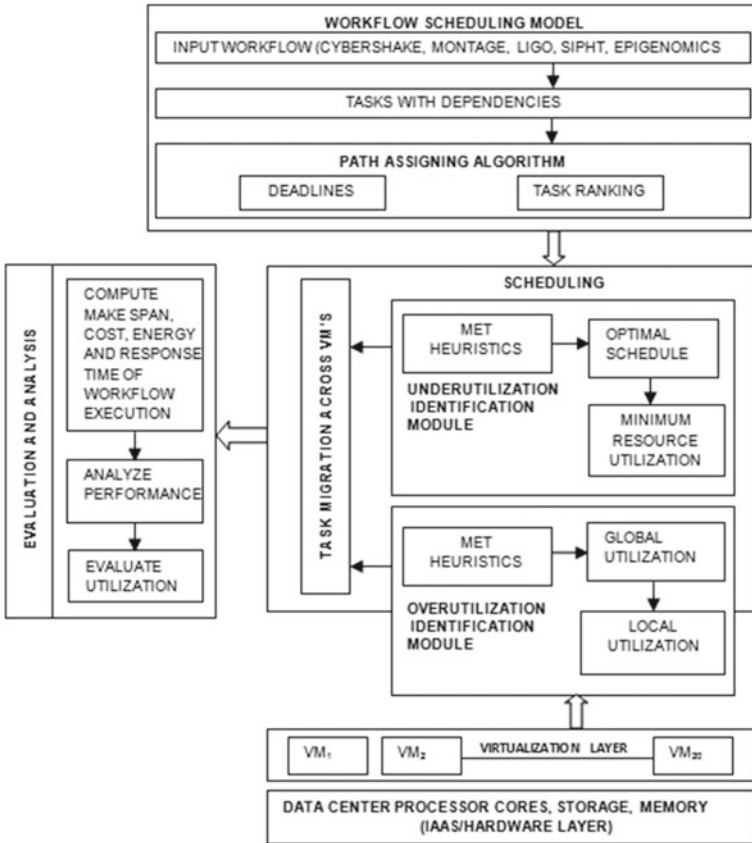 WORKFLOW SCHEDULING MODEL
INPUT WORKFLOW (CYBERSHAKE, MONTAGE, LIGO, SIPHT, EPIGENOMICS
TASKS WITH DEPENDENCIES
PATH ASSIGNING ALGORITHM
DEADLINES
TASK RANKING
EVALUATION AND ANALYSIS
COMPUTE
MAKE SPAN,
COST, ENERGY
AND RESPONSE
TIME OF
WORKFLOW
EXECUTION
ANALYZE
PERFORMANCE
EVALUATE
UTILIZATION
SCHEDULING
TASK MIGRATION ACROSS VM'S
MET
HEURISTICS
OPTIMAL
SCHEDULE
UNDERUTILIZATION
IDENTIFICATION
MODULE
MINIMUM
RESOURCE
UTILIZATION
MET
HEURISTICS
GLOBAL
UTILIZATION
OVERUTILIZATION
IDENTIFICATION
MODULE
LOCAL
UTILIZATION
VM₁
VM₂
VIRTUALIZATION LAYER
VM₂₀
DATA CENTER PROCESSOR CORES, STORAGE, MEMORY
(IAAS/HARDWARE LAYER)